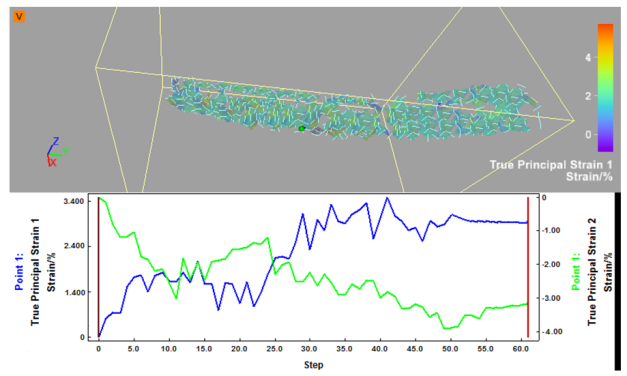 V
4
2
0
Z
X
True Principal Strain 1
Strain/%
Point 1:
True Principal Strain 1
Strain/%
3.400
2.400
1.400
0
0
-1.00
-2.00
-3.00
-4.00
Point 1:
True Principal Strain 2
Strain/%
0 5.0 10.0 15.0 20.0 25.0 30.0 35.0 40.0 45.0 50.0 55.0 60.0
Step